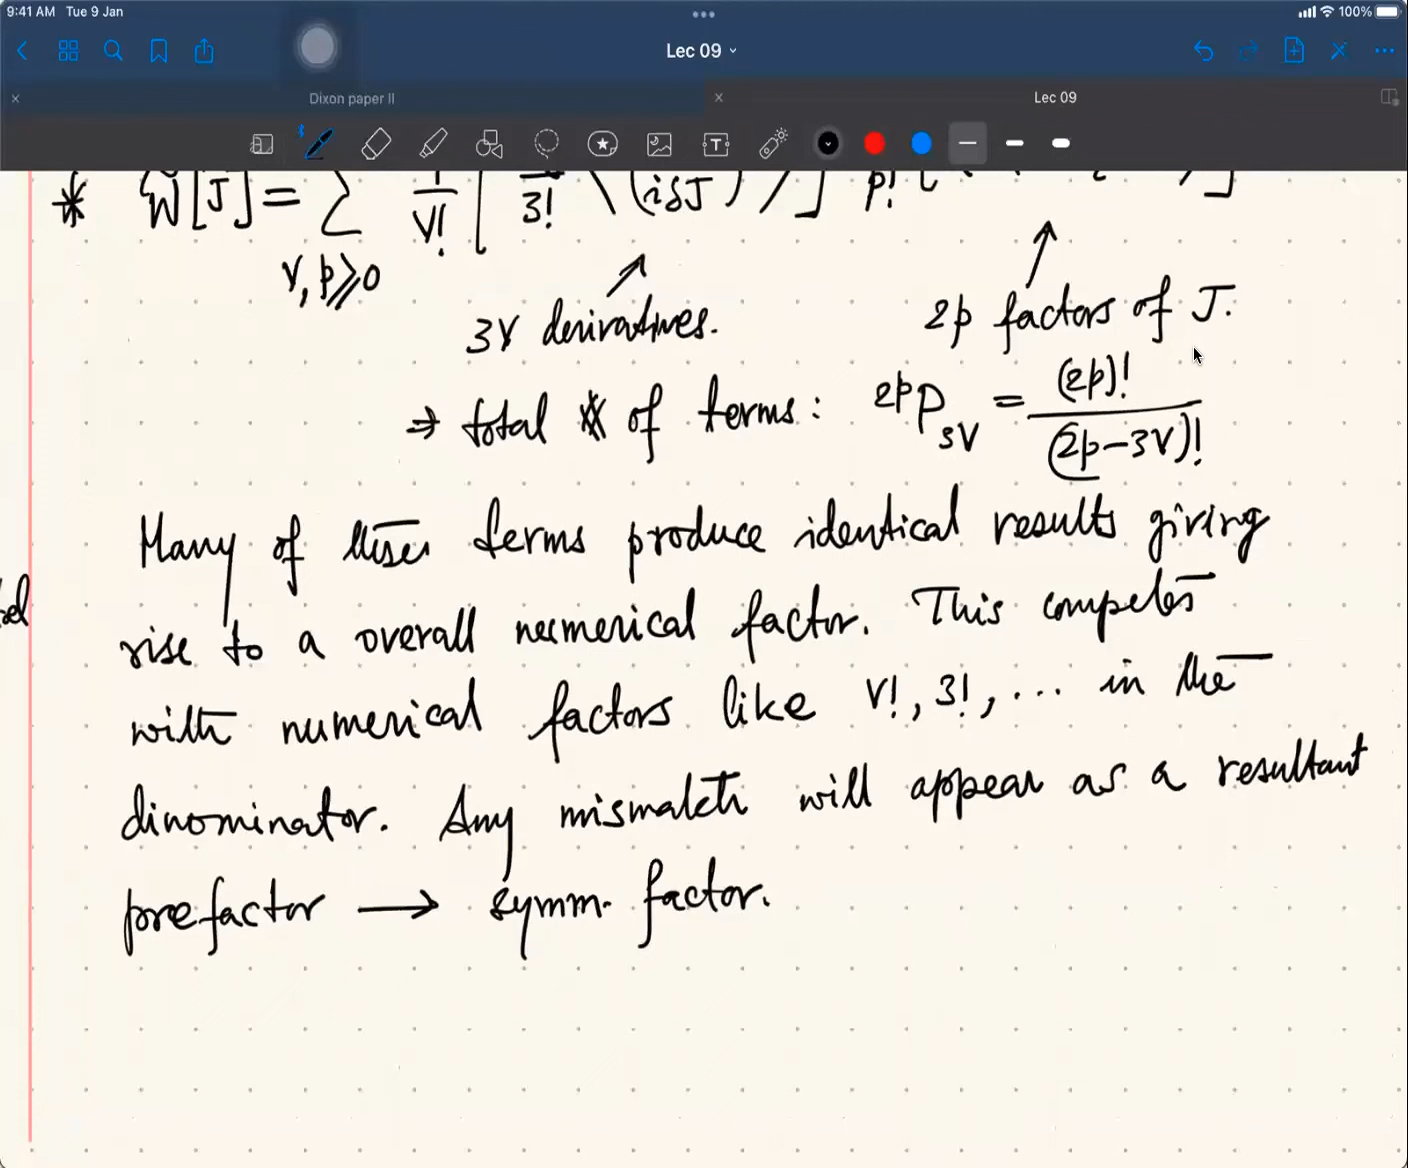 9:41 AM Tue 9 Jan
100%
Lec 09
Dixon paper II
Lec 09
* W[J] = ∑ 1/V! [ 3! (iδJ) ] p! [ ]
V, p ⩾ 0
3V derivatives.
2p factors of J.
⇒ total # of terms : ²ᵖP₃ᵥ = (2p)! / (2p-3V)!
Many of these terms produce identical results giving
rise to a overall numerical factor. This competes
with numerical factors like V!, 3!, ... in the
dinominator. Any mismatch will appear as a resultant
prefactor → symm. factor.